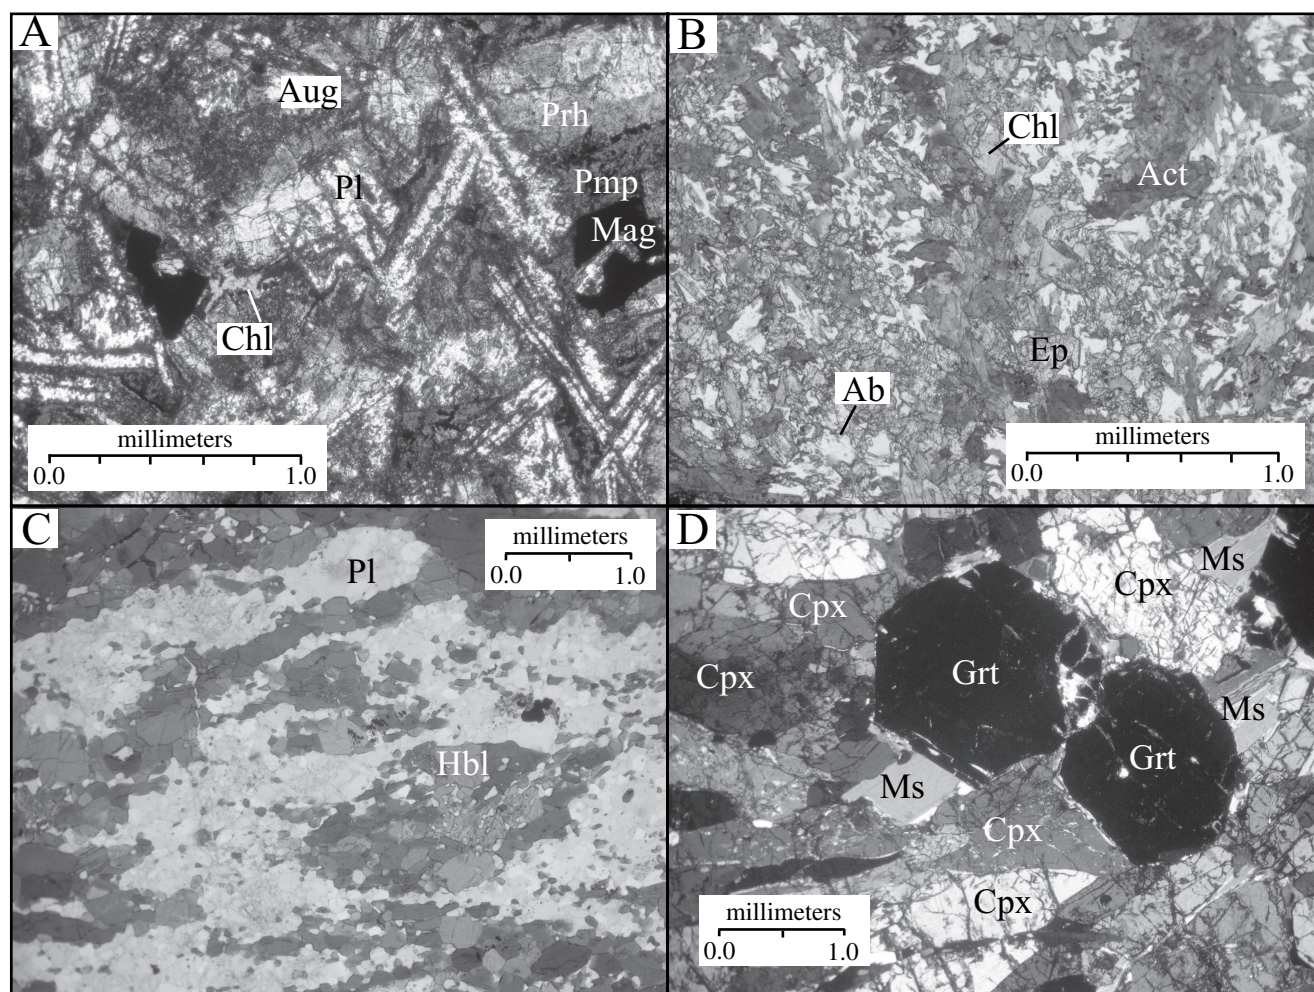 A
Aug
Prh
Pl
Pmp
Mag
Chl
millimeters
0.0 1.0
B
Chl
Act
Ep
Ab
millimeters
0.0 1.0
C
millimeters
0.0 1.0
Pl
Hbl
D
Ms
Cpx
Cpx
Cpx
Grt
Ms
Grt
Ms
Cpx
Cpx
millimeters
0.0 1.0